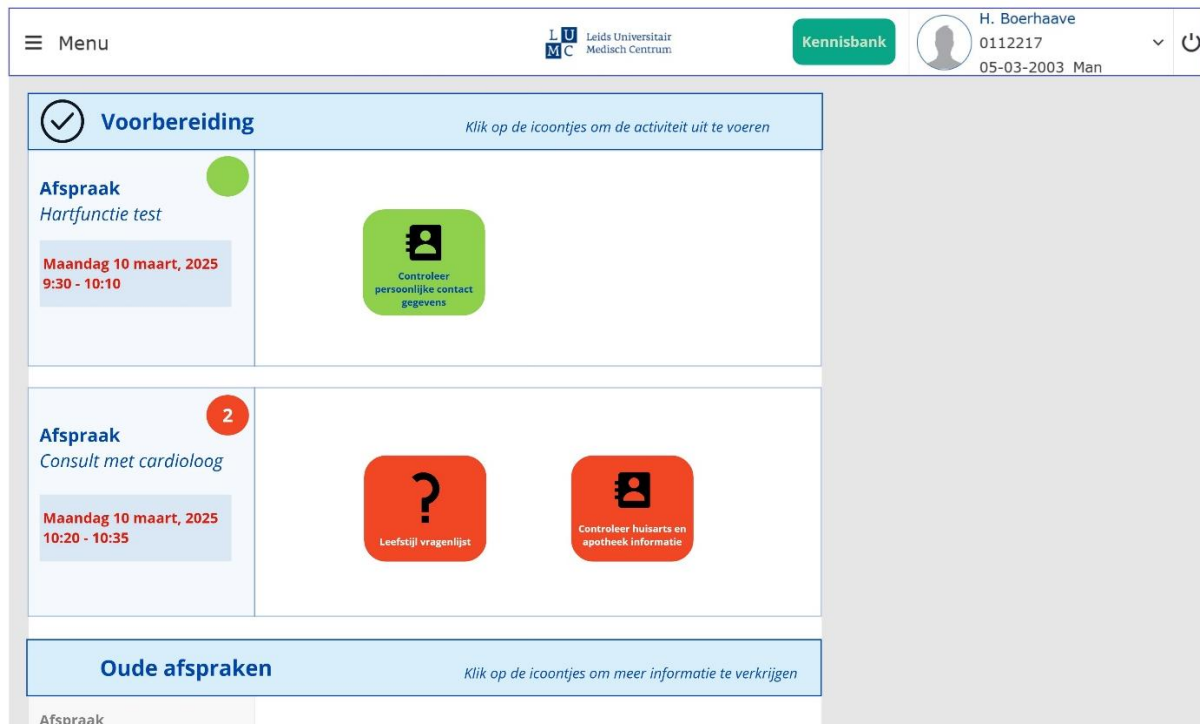 Menu
L U M C
Leids Universitair
Medisch Centrum
Kennisbank
H. Boerhaave
0112217
05-03-2003 Man
Voorbereiding
Klik op de icoontjes om de activiteit uit te voeren
Afspraak
Hartfunctie test
Maandag 10 maart, 2025
9:30 - 10:10
Controleer
persoonlijke contact
gegevens
2
Afspraak
Consult met cardioloog
Maandag 10 maart, 2025
10:20 - 10:35
?
Leefstijl vragenlijst
Controleer huisarts en
apotheek informatie
Oude afspraken
Klik op de icoontjes om meer informatie te verkrijgen
Afspraak